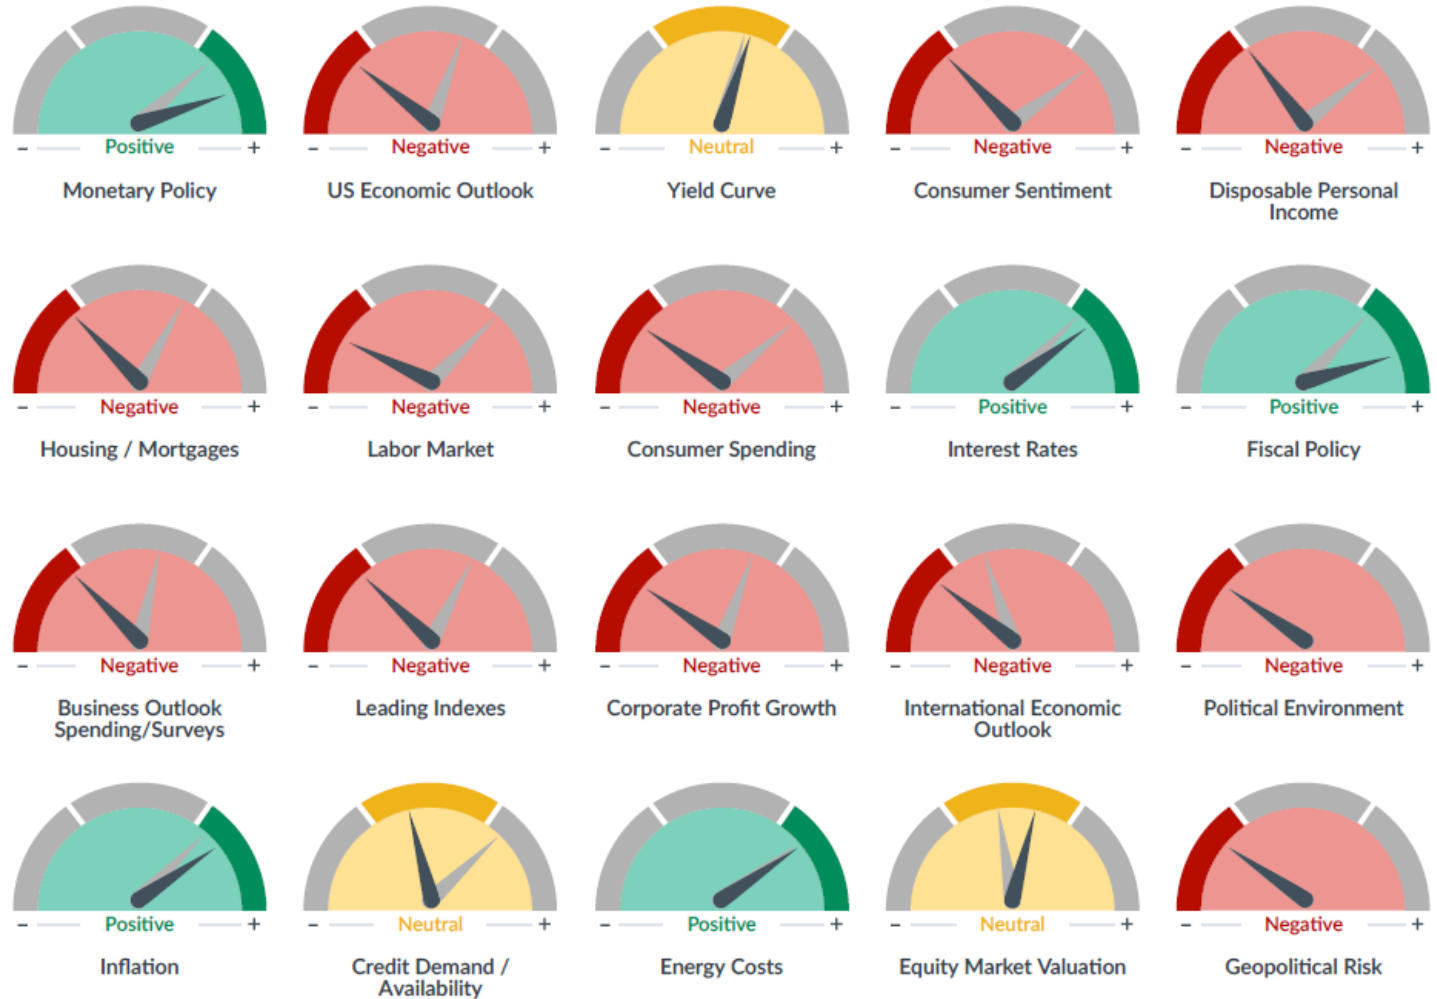 – Positive +
– Negative +
– Neutral +
– Negative +
– Negative +
Monetary Policy
US Economic Outlook
Yield Curve
Consumer Sentiment
Disposable Personal
Income
– Negative +
– Negative +
– Negative +
– Positive +
– Positive +
Housing / Mortgages
Labor Market
Consumer Spending
Interest Rates
Fiscal Policy
– Negative +
– Negative +
– Negative +
– Negative +
– Negative +
Business Outlook
Spending/Surveys
Leading Indexes
Corporate Profit Growth
International Economic
Outlook
Political Environment
– Positive +
– Neutral +
– Positive +
– Neutral +
– Negative +
Inflation
Credit Demand /
Availability
Energy Costs
Equity Market Valuation
Geopolitical Risk